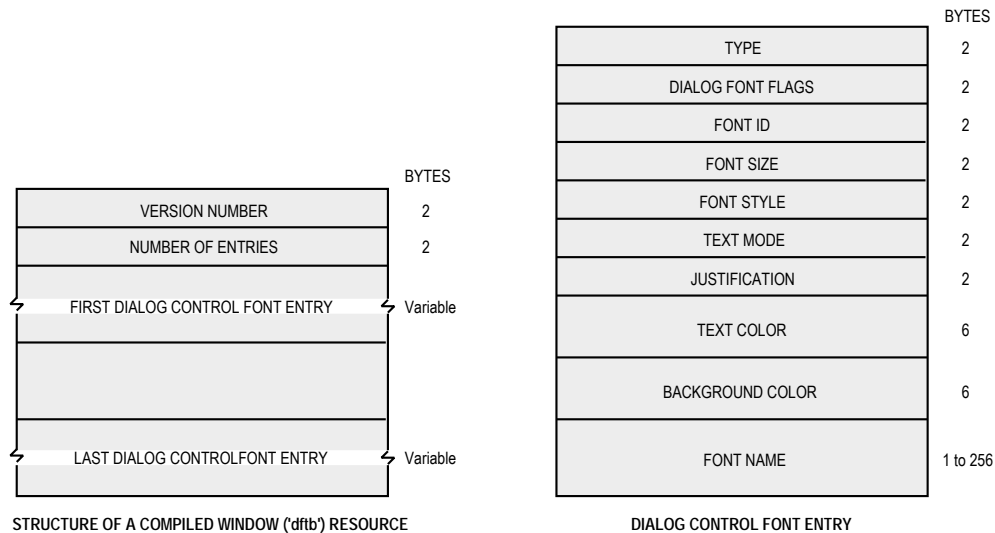 BYTES
VERSION NUMBER 2
NUMBER OF ENTRIES 2
FIRST DIALOG CONTROL FONT ENTRY Variable
LAST DIALOG CONTROLFONT ENTRY Variable
STRUCTURE OF A COMPILED WINDOW ('dftb') RESOURCE
BYTES
TYPE 2
DIALOG FONT FLAGS 2
FONT ID 2
FONT SIZE 2
FONT STYLE 2
TEXT MODE 2
JUSTIFICATION 2
TEXT COLOR 6
BACKGROUND COLOR 6
FONT NAME 1 to 256
DIALOG CONTROL FONT ENTRY